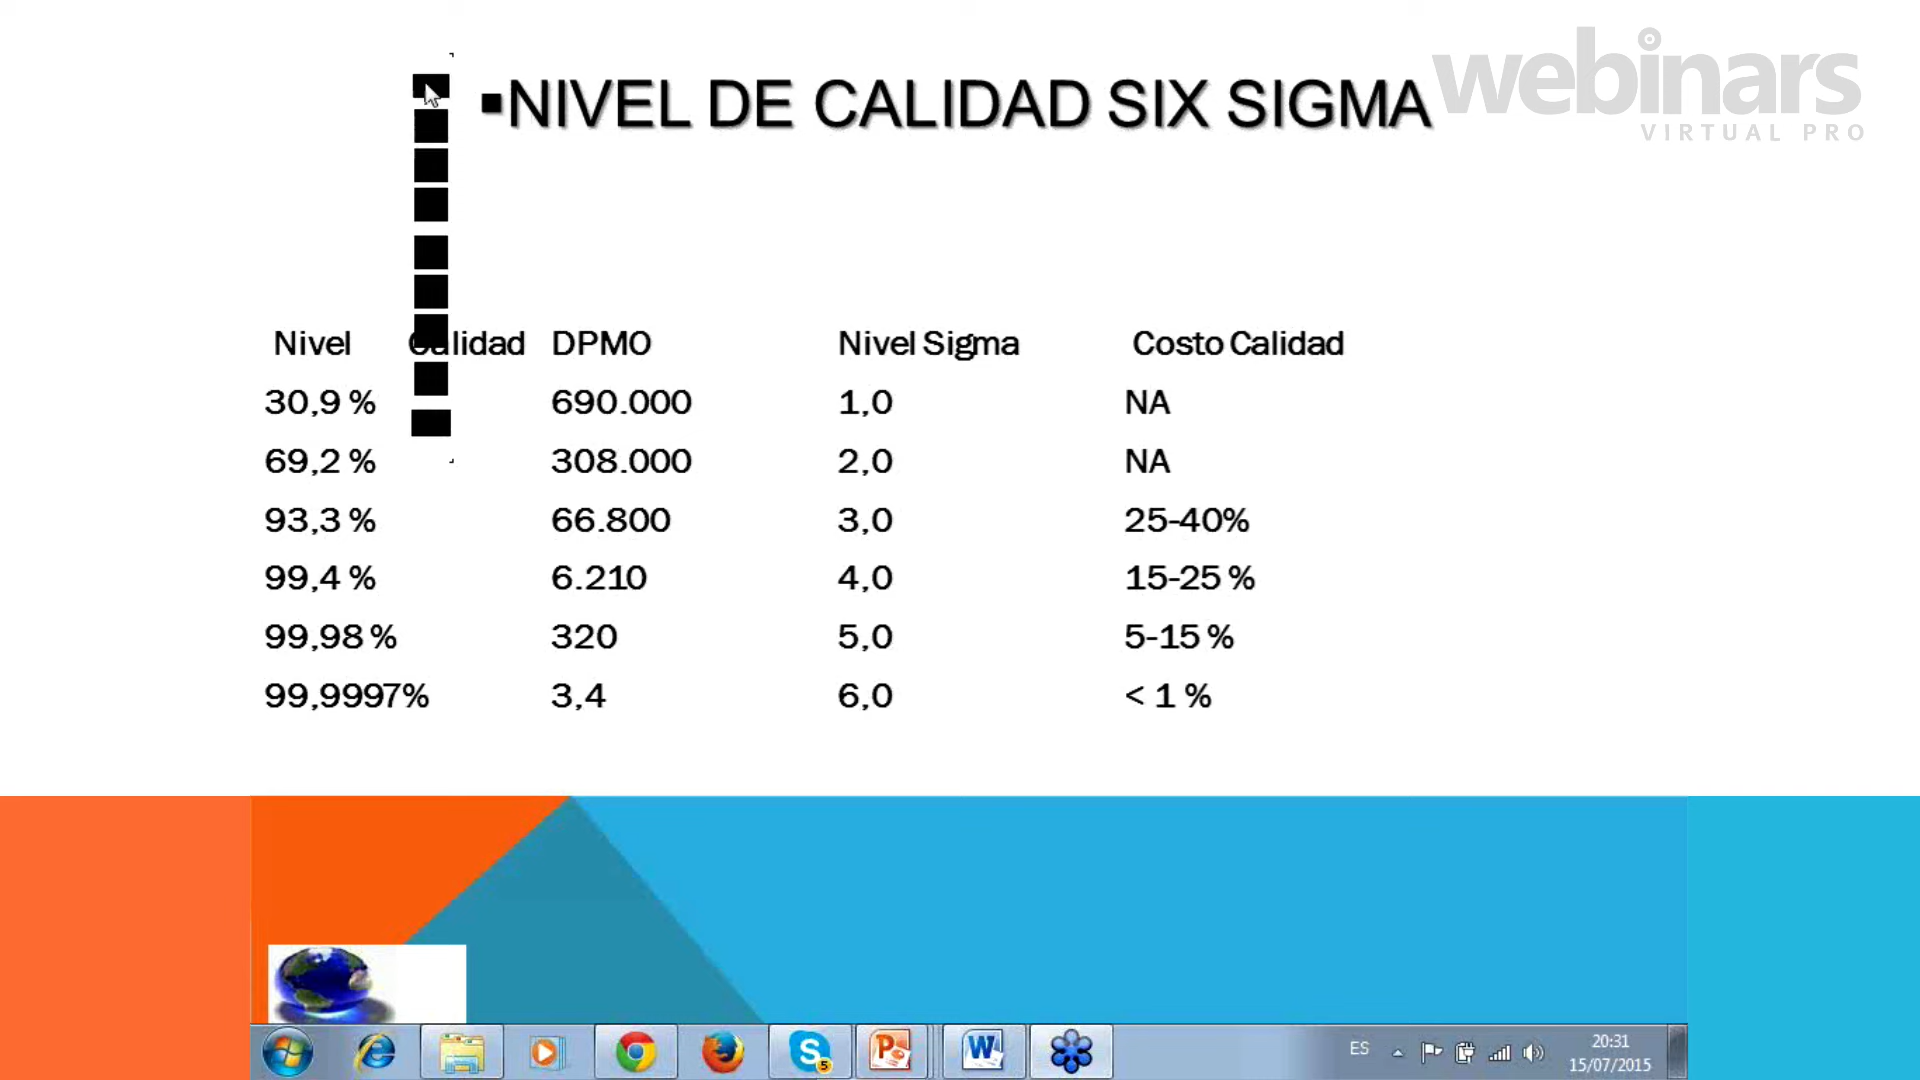 webinars
VIRTUAL PRO
▪NIVEL DE CALIDAD SIX SIGMA
Nivel Calidad DPMO Nivel Sigma Costo Calidad
30,9 % 690.000 1,0 NA
69,2 % 308.000 2,0 NA
93,3 % 66.800 3,0 25-40%
99,4 % 6.210 4,0 15-25 %
99,98 % 320 5,0 5-15 %
99,9997% 3,4 6,0 < 1 %
5
ES
20:31
15/07/2015